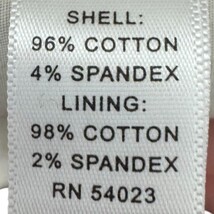 SHELL:
96% COTTON
4% SPANDEX
LINING:
98% COTTON
2% SPANDEX
RN 54023